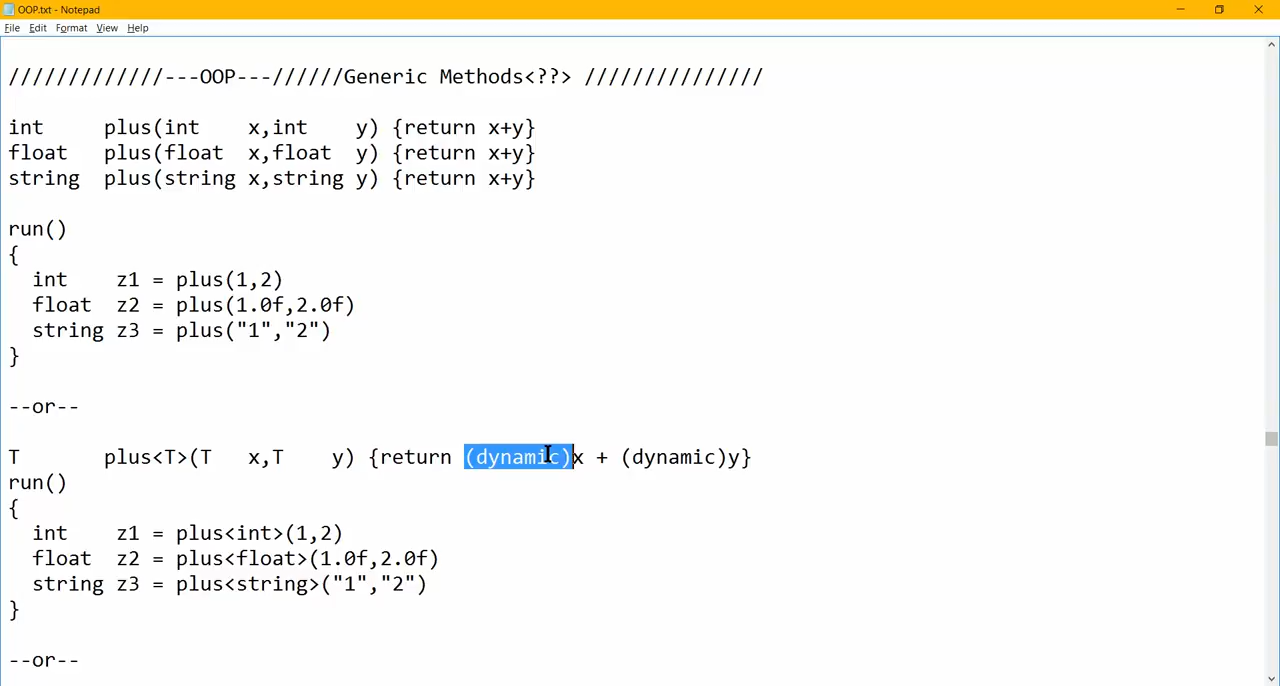 OOP.txt - Notepad
File Edit Format View Help
/////////////---OOP---//////Generic Methods<??> ///////////////
int      plus(int    x,int    y) {return x+y}
float    plus(float  x,float  y) {return x+y}
string  plus(string x,string y) {return x+y}
run()
{
  int    z1 = plus(1,2)
  float  z2 = plus(1.0f,2.0f)
  string z3 = plus("1","2")
}
--or--
T       plus<T>(T   x,T    y) {return (dynamic)x + (dynamic)y}
run()
{
  int    z1 = plus<int>(1,2)
  float  z2 = plus<float>(1.0f,2.0f)
  string z3 = plus<string>("1","2")
}
--or--